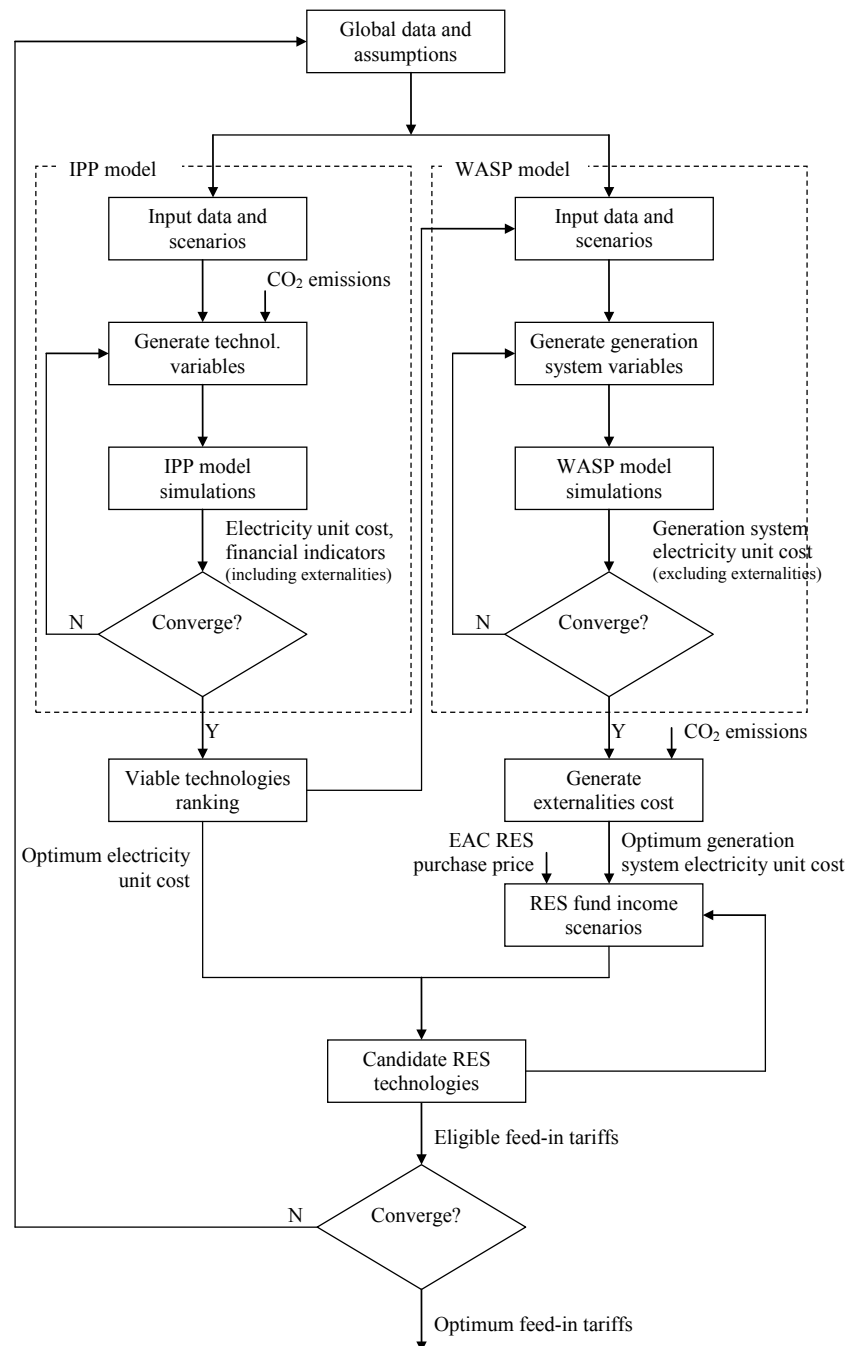 Global data and
assumptions
IPP model
WASP model
Input data and
scenarios
Input data and
scenarios
CO₂ emissions
Generate technol.
variables
Generate generation
system variables
IPP model
simulations
WASP model
simulations
Electricity unit cost,
financial indicators
(including externalities)
Generation system
electricity unit cost
(excluding externalities)
N
Converge?
N
Converge?
Y
Y
CO₂ emissions
Viable technologies
ranking
Generate
externalities cost
Optimum electricity
unit cost
EAC RES
purchase price
Optimum generation
system electricity unit cost
RES fund income
scenarios
Candidate RES
technologies
Eligible feed-in tariffs
N
Converge?
Optimum feed-in tariffs